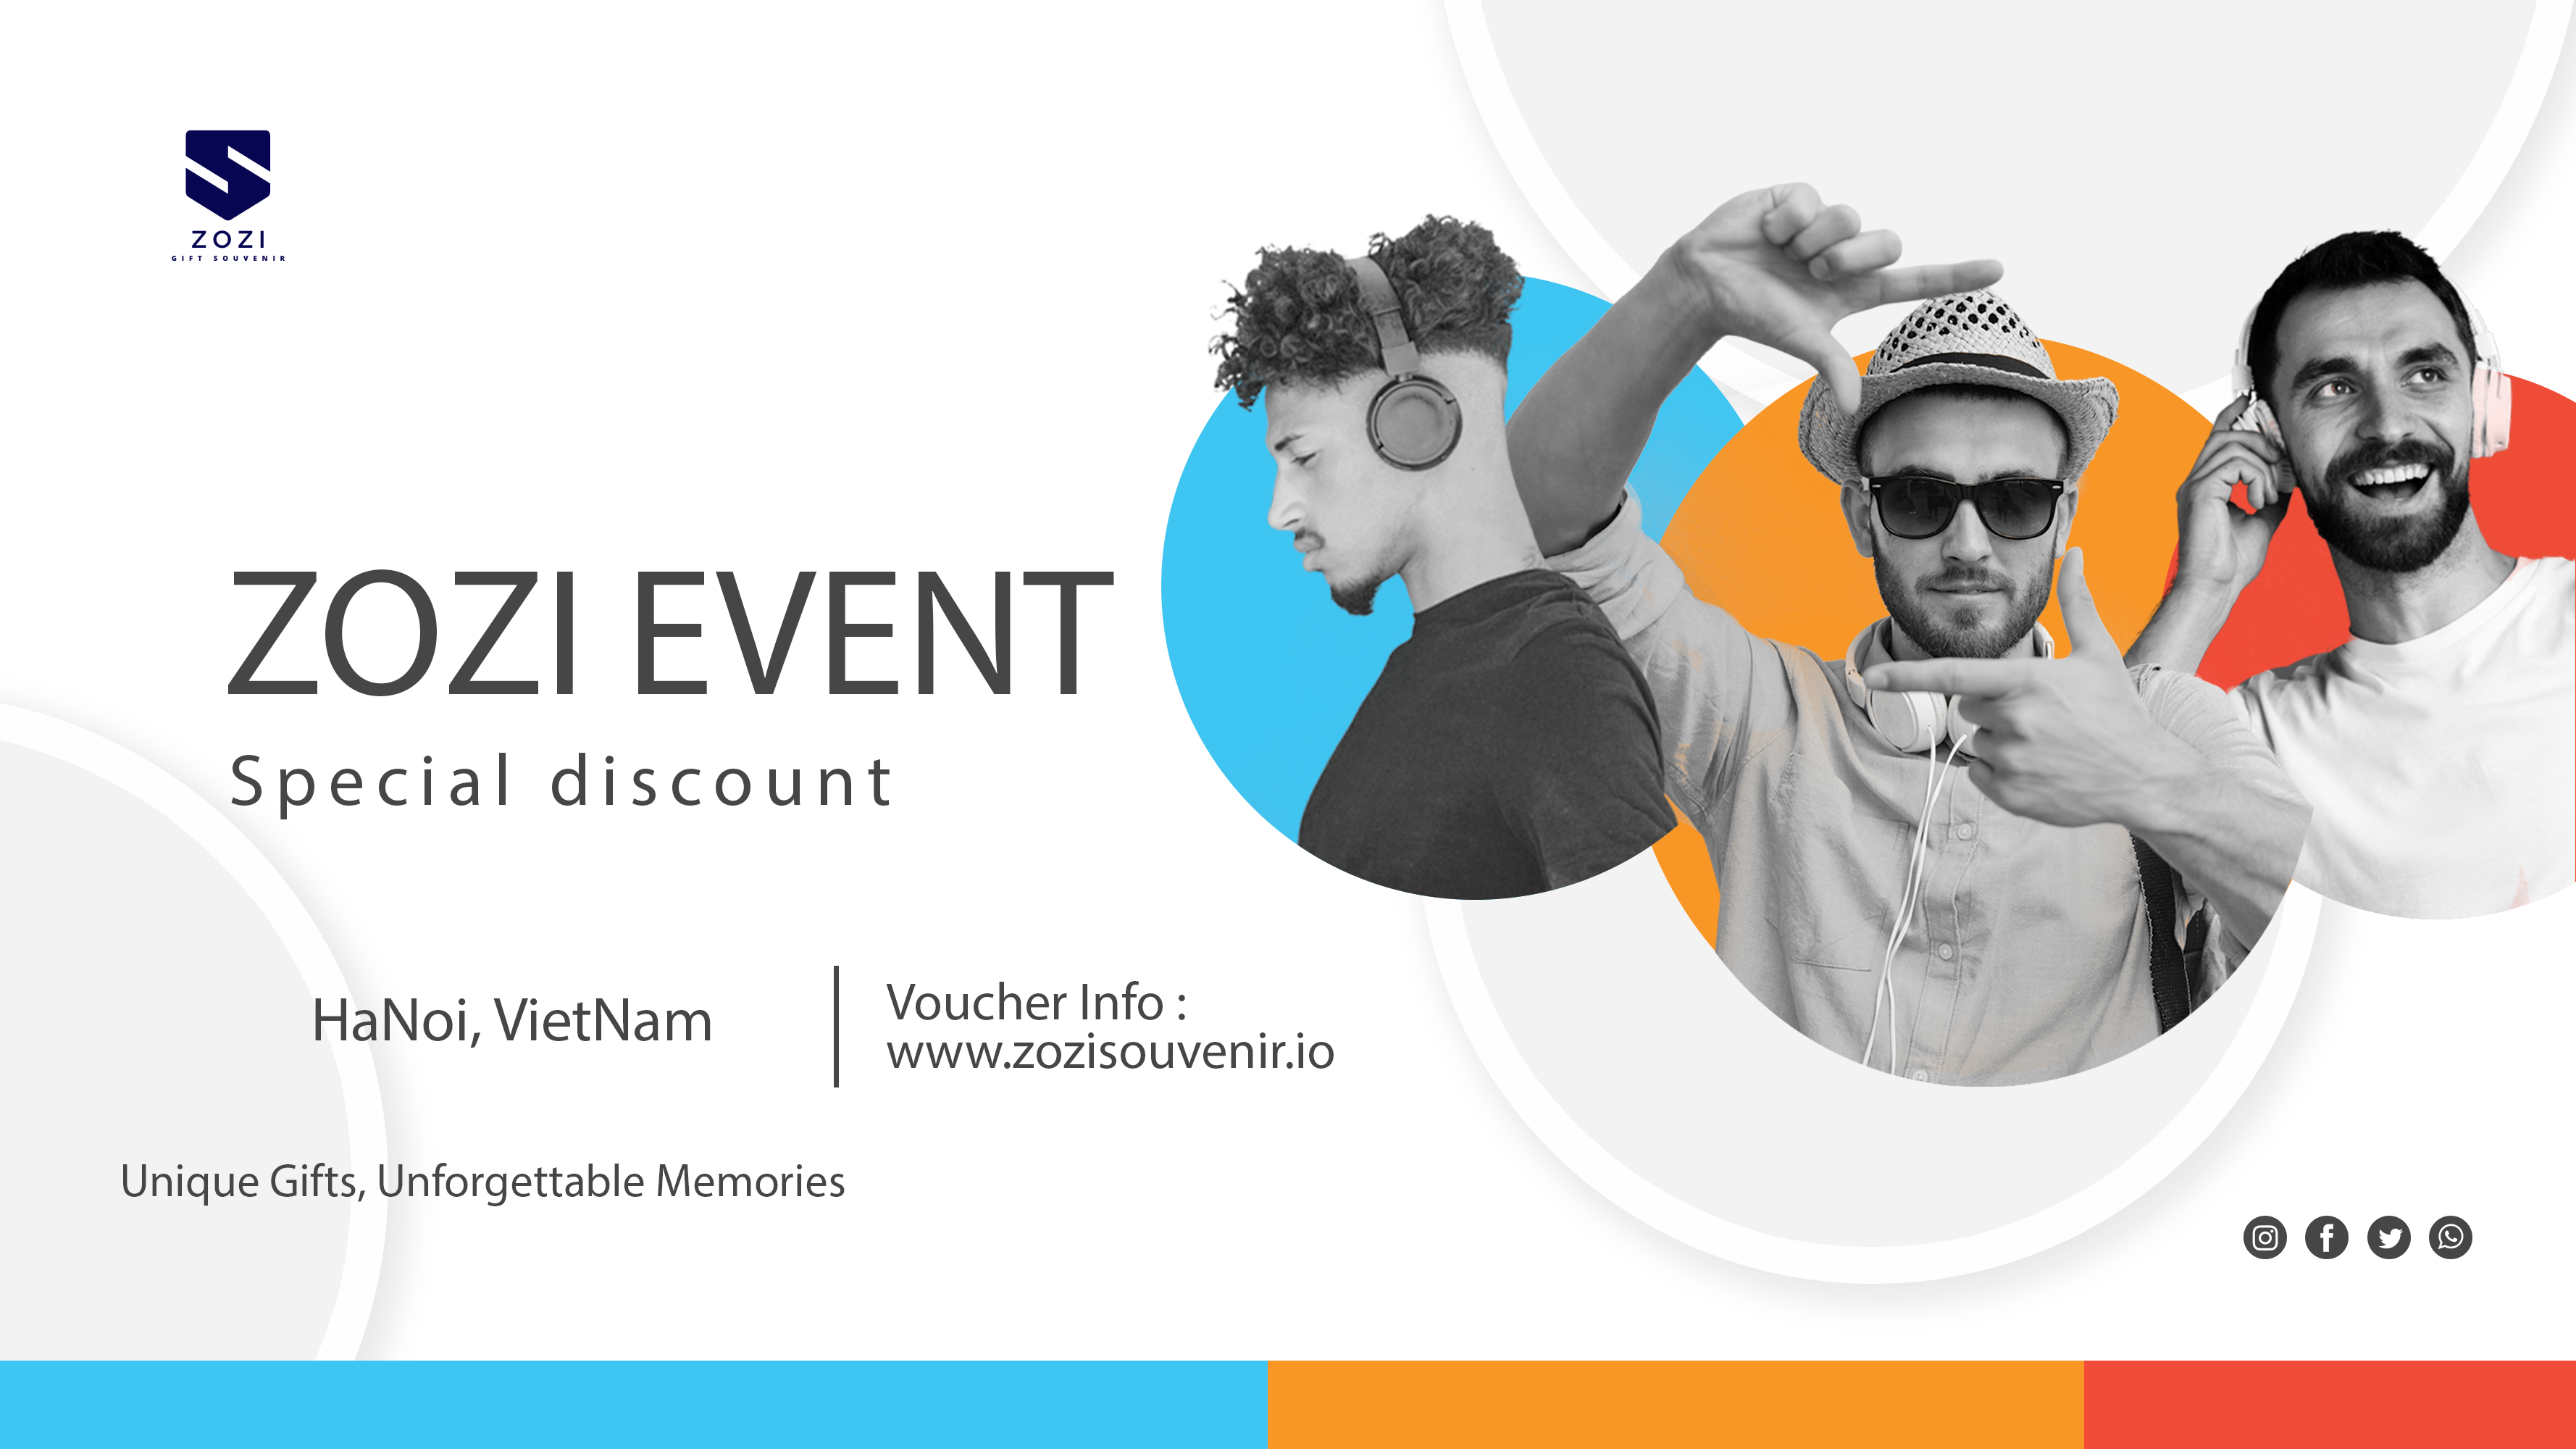 ZOZI
GIFT SOUVENIR
ZOZI EVENT
Special discount
HaNoi, VietNam
Voucher Info :
www.zozisouvenir.io
Unique Gifts, Unforgettable Memories